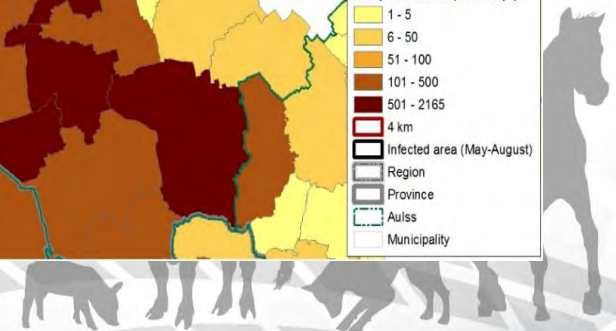 1 - 5
6 - 50
51 - 100
101 - 500
501 - 2165
4 km
Infected area (May-August)
Region
Province
Aulss
Municipality